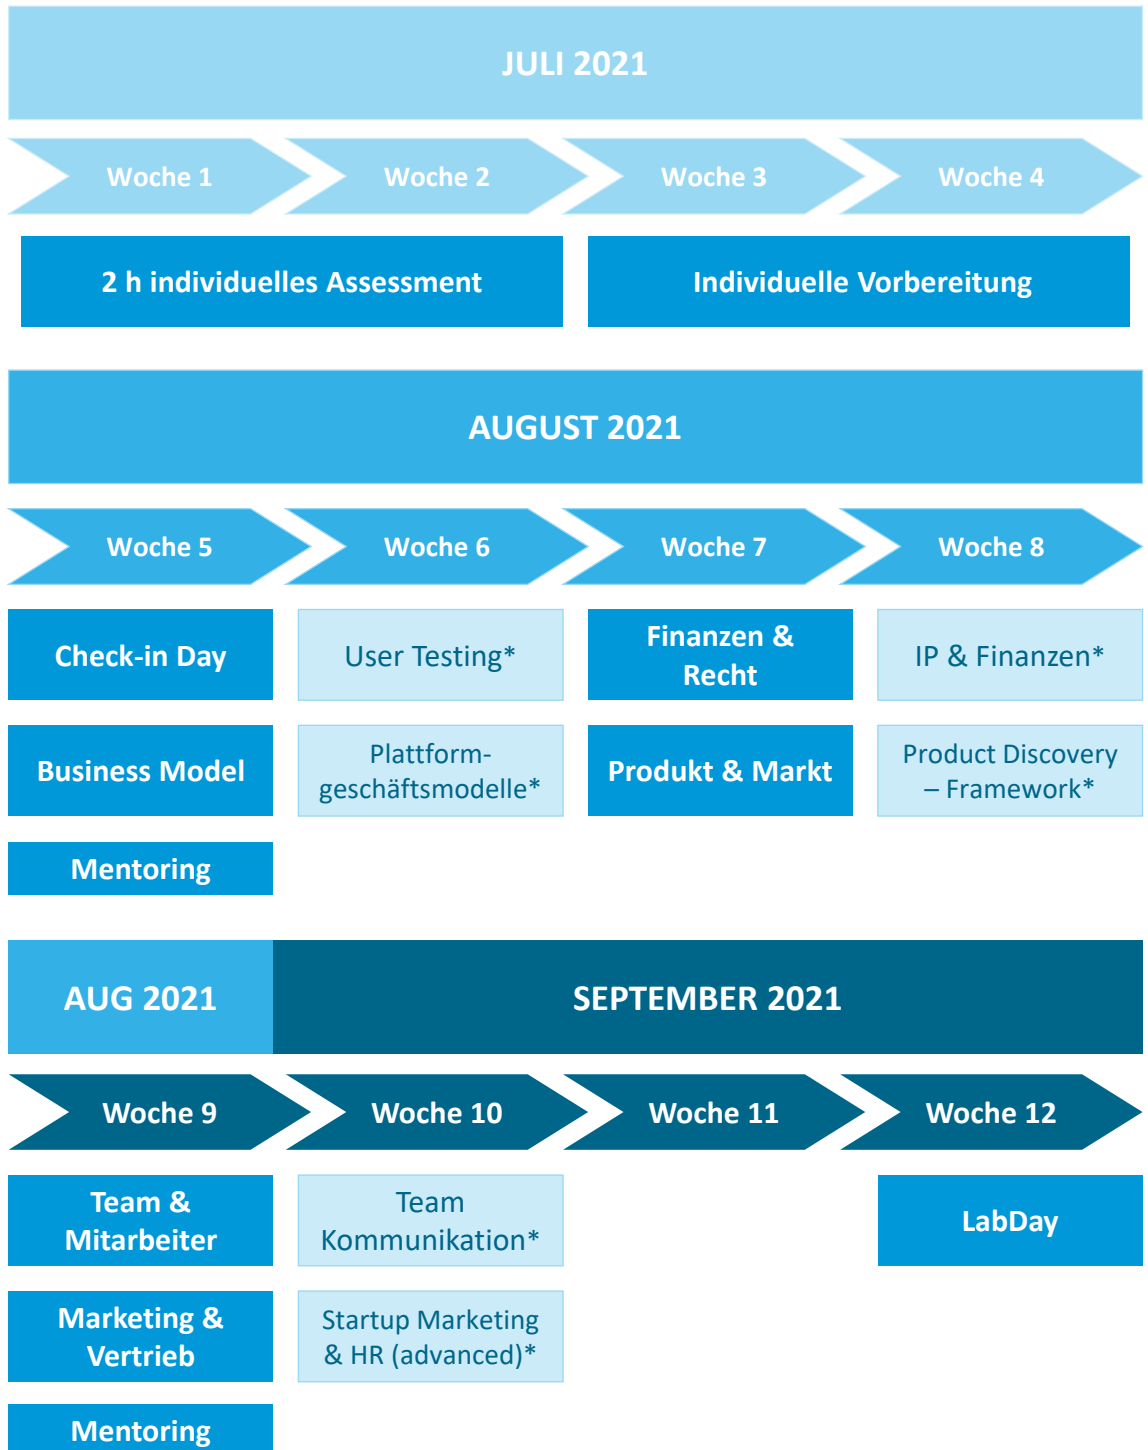 JULI 2021
Woche 1
Woche 2
Woche 3
Woche 4
2 h individuelles Assessment
Individuelle Vorbereitung
AUGUST 2021
Woche 5
Woche 6
Woche 7
Woche 8
Check-in Day
User Testing*
Finanzen &
Recht
IP & Finanzen*
Business Model
Plattform-
geschäftsmodelle*
Produkt & Markt
Product Discovery
– Framework*
Mentoring
AUG 2021
SEPTEMBER 2021
Woche 9
Woche 10
Woche 11
Woche 12
Team &
Mitarbeiter
Team
Kommunikation*
LabDay
Marketing &
Vertrieb
Startup Marketing
& HR (advanced)*
Mentoring